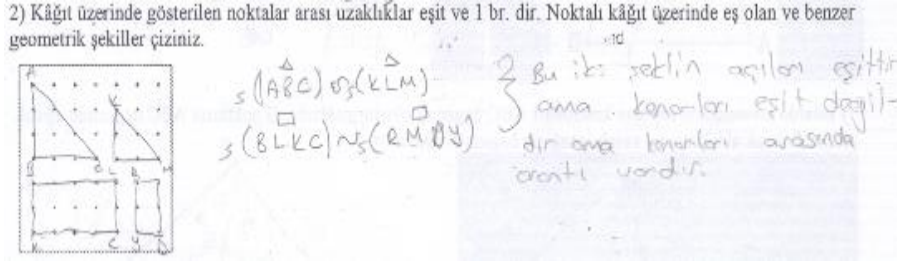 2) Kâğıt üzerinde gösterilen noktalar arası uzaklıklar eşit ve 1 br. dir. Noktalı kâğıt üzerinde eş olan ve benzer
geometrik şekiller çiziniz.
A
K
B C L M
B L R M
K C Y D
s(ABC) ~ s(KLM)
s(BLKC) ~ s(RMDY)
Bu iki şeklin açıları eşittir
ama kenarları eşit değil-
dir ama kenarları arasında
orantı vardır.